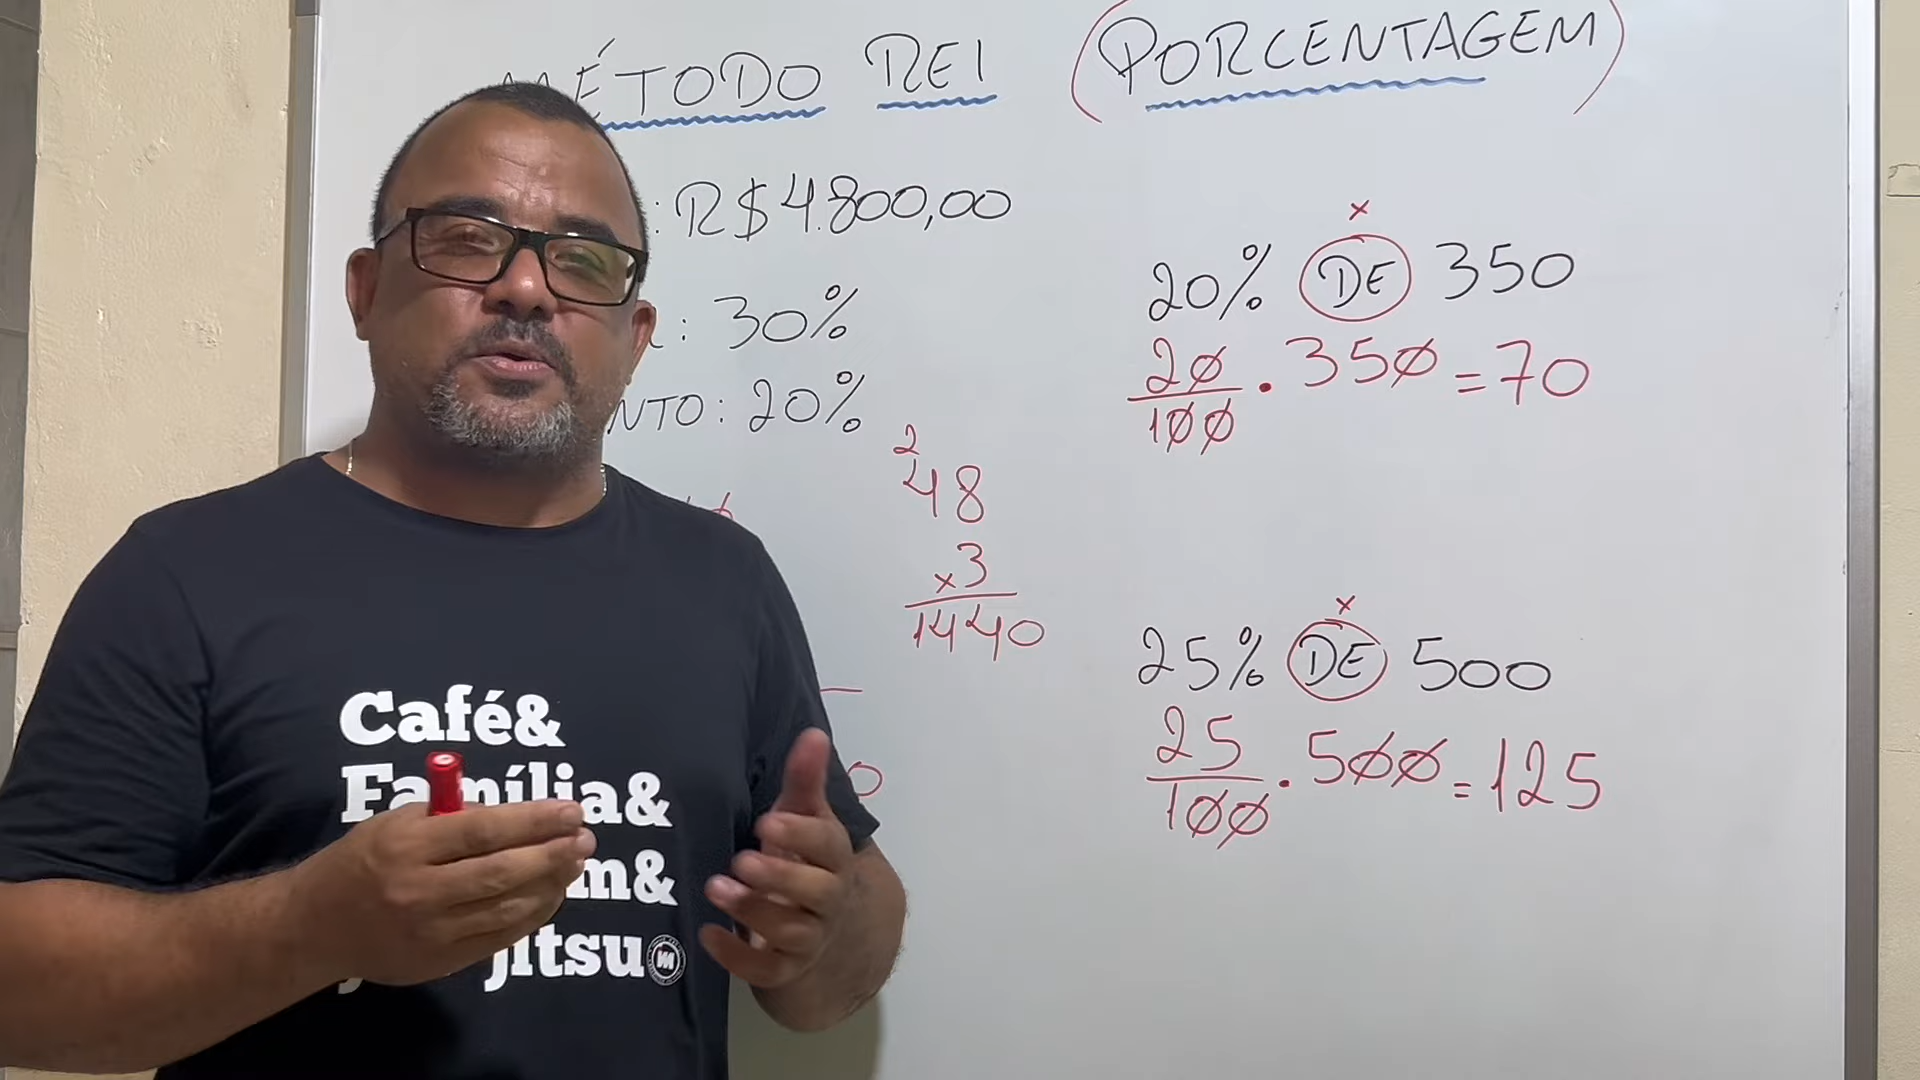 MÉTODO REI (PORCENTAGEM)
: R$ 4.800,00
: 30%
NTO: 20%
2
48
x 3
1440
0
x
20% DE 350
20/100 . 350 = 70
x
25% DE 500
25/100 . 500 = 125
Café&
Família&
m&
jitsu